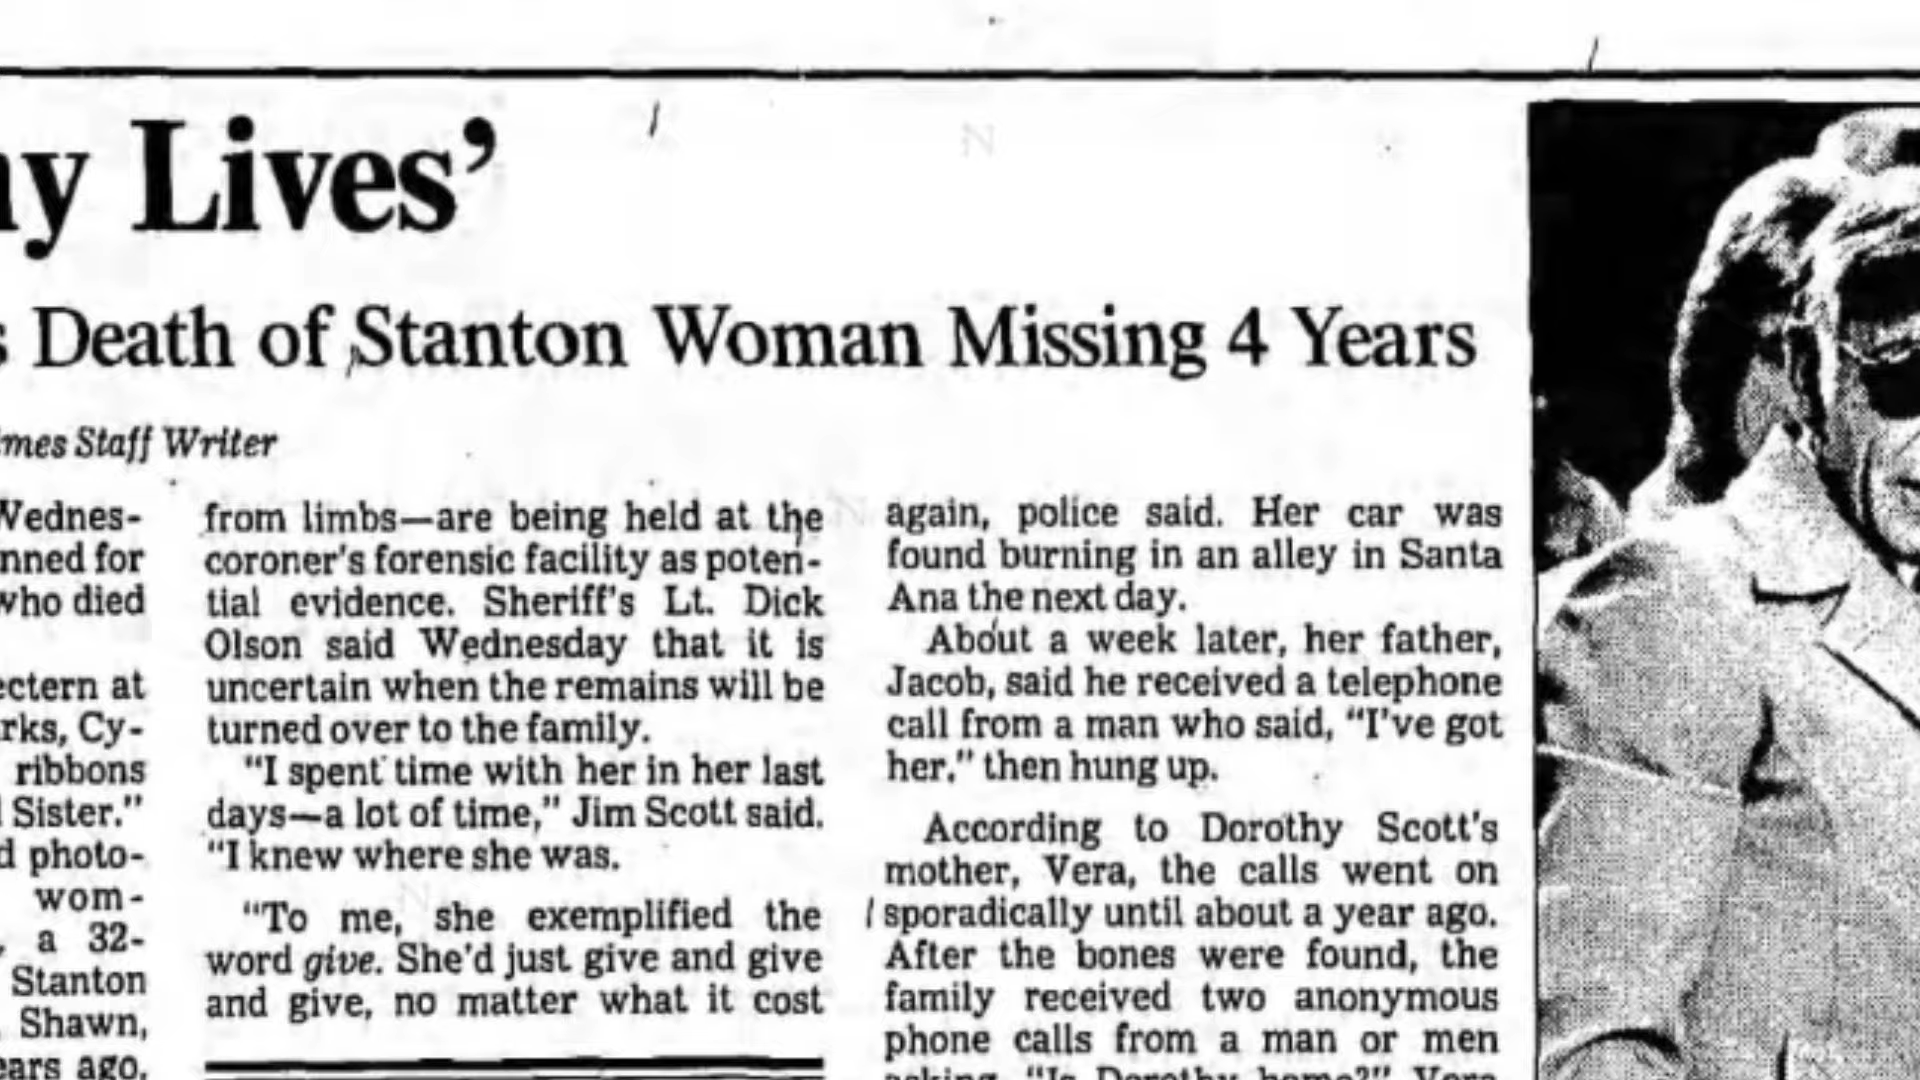 ny Lives’
s Death of Stanton Woman Missing 4 Years
imes Staff Writer
Wednes-
nned for
who died
ectern at
rks, Cy-
ribbons
Sister.”
d photo-
wom-
, a 32-
Stanton
Shawn,
ears ago,
from limbs—are being held at the
coroner's forensic facility as poten-
tial evidence. Sheriff's Lt. Dick
Olson said Wednesday that it is
uncertain when the remains will be
turned over to the family.
“I spent time with her in her last
days—a lot of time,” Jim Scott said.
“I knew where she was.
“To me, she exemplified the
word give. She'd just give and give
and give, no matter what it cost
again, police said. Her car was
found burning in an alley in Santa
Ana the next day.
About a week later, her father,
Jacob, said he received a telephone
call from a man who said, “I've got
her,” then hung up.
According to Dorothy Scott's
mother, Vera, the calls went on
sporadically until about a year ago.
After the bones were found, the
family received two anonymous
phone calls from a man or men
asking, “Is Dorothy home?” Vera